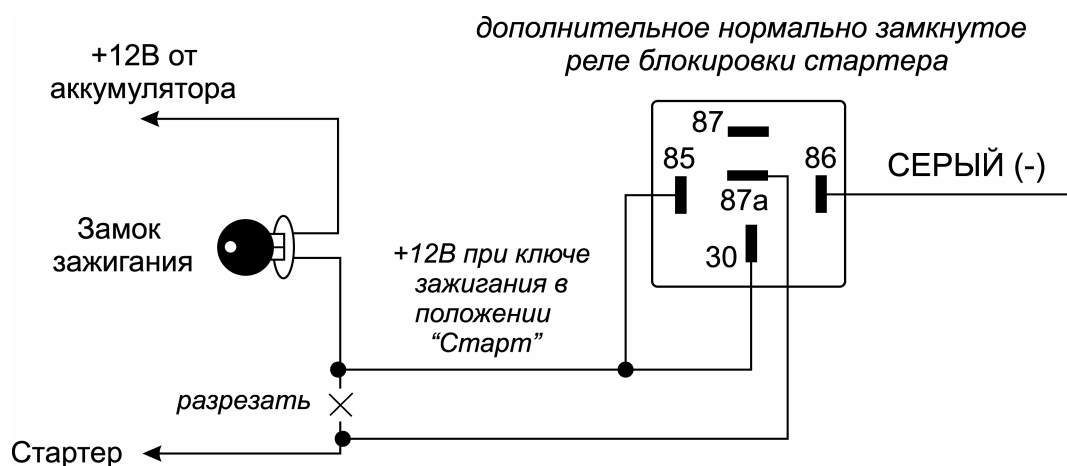 дополнительное нормально замкнутое
реле блокировки стартера
+12В от
аккумулятора
87
85
86
СЕРЫЙ (-)
87а
30
Замок
зажигания
+12В при ключе
зажигания в
положении
“Старт”
разрезать
Стартер